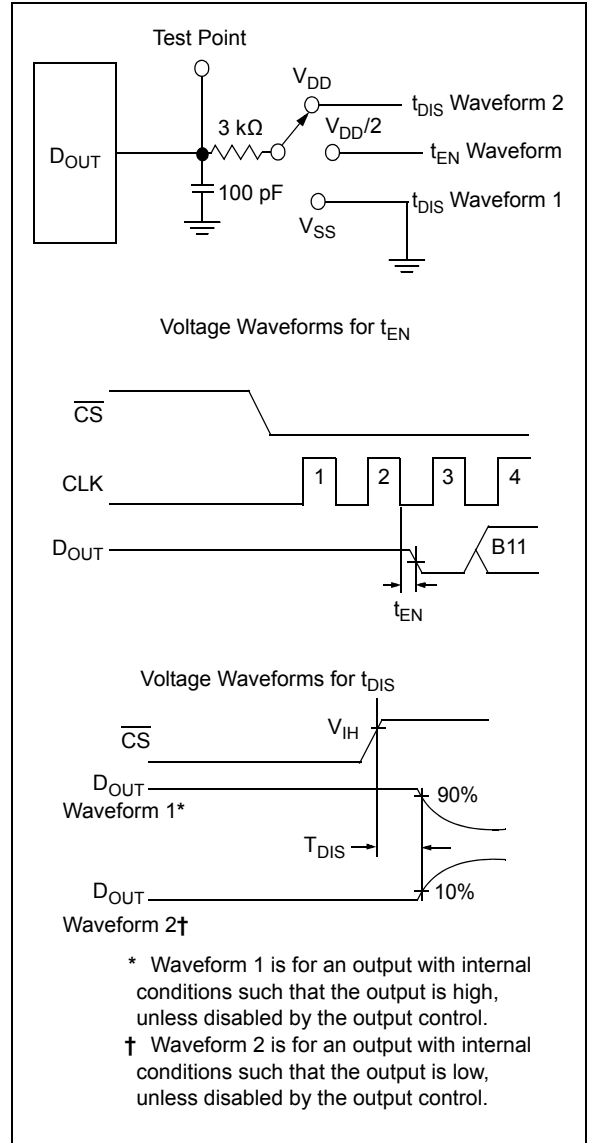 Test Point
V_DD
t_DIS Waveform 2
3 kΩ
V_DD/2
D_OUT
t_EN Waveform
100 pF
t_DIS Waveform 1
V_SS
Voltage Waveforms for t_EN
CS
CLK
1 2 3 4
D_OUT
B11
t_EN
Voltage Waveforms for t_DIS
V_IH
CS
D_OUT
Waveform 1*
90%
T_DIS
D_OUT
10%
Waveform 2†
* Waveform 1 is for an output with internal
conditions such that the output is high,
unless disabled by the output control.
† Waveform 2 is for an output with internal
conditions such that the output is low,
unless disabled by the output control.